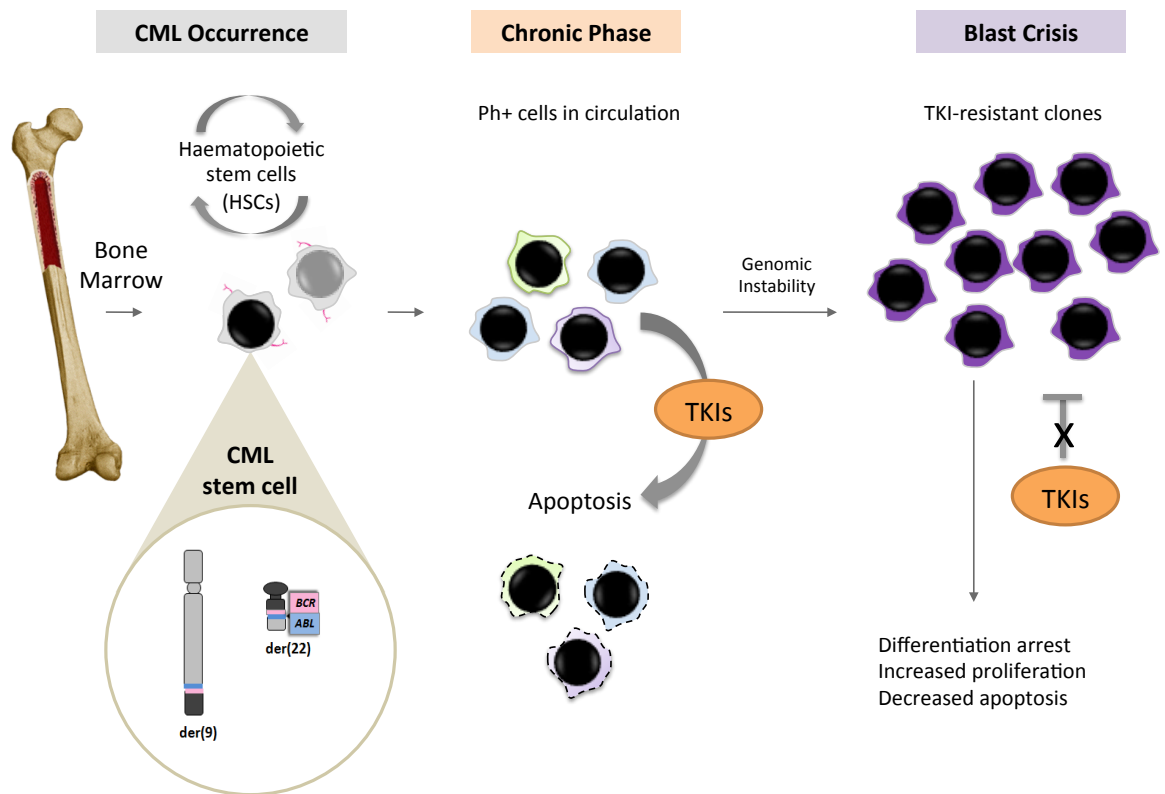 CML Occurrence
Chronic Phase
Blast Crisis
Haematopoietic
stem cells
(HSCs)
Ph+ cells in circulation
TKI-resistant clones
Bone
Marrow
Genomic
Instability
TKIs
CML
stem cell
Apoptosis
X
TKIs
BCR
ABL
der(22)
der(9)
Differentiation arrest
Increased proliferation
Decreased apoptosis